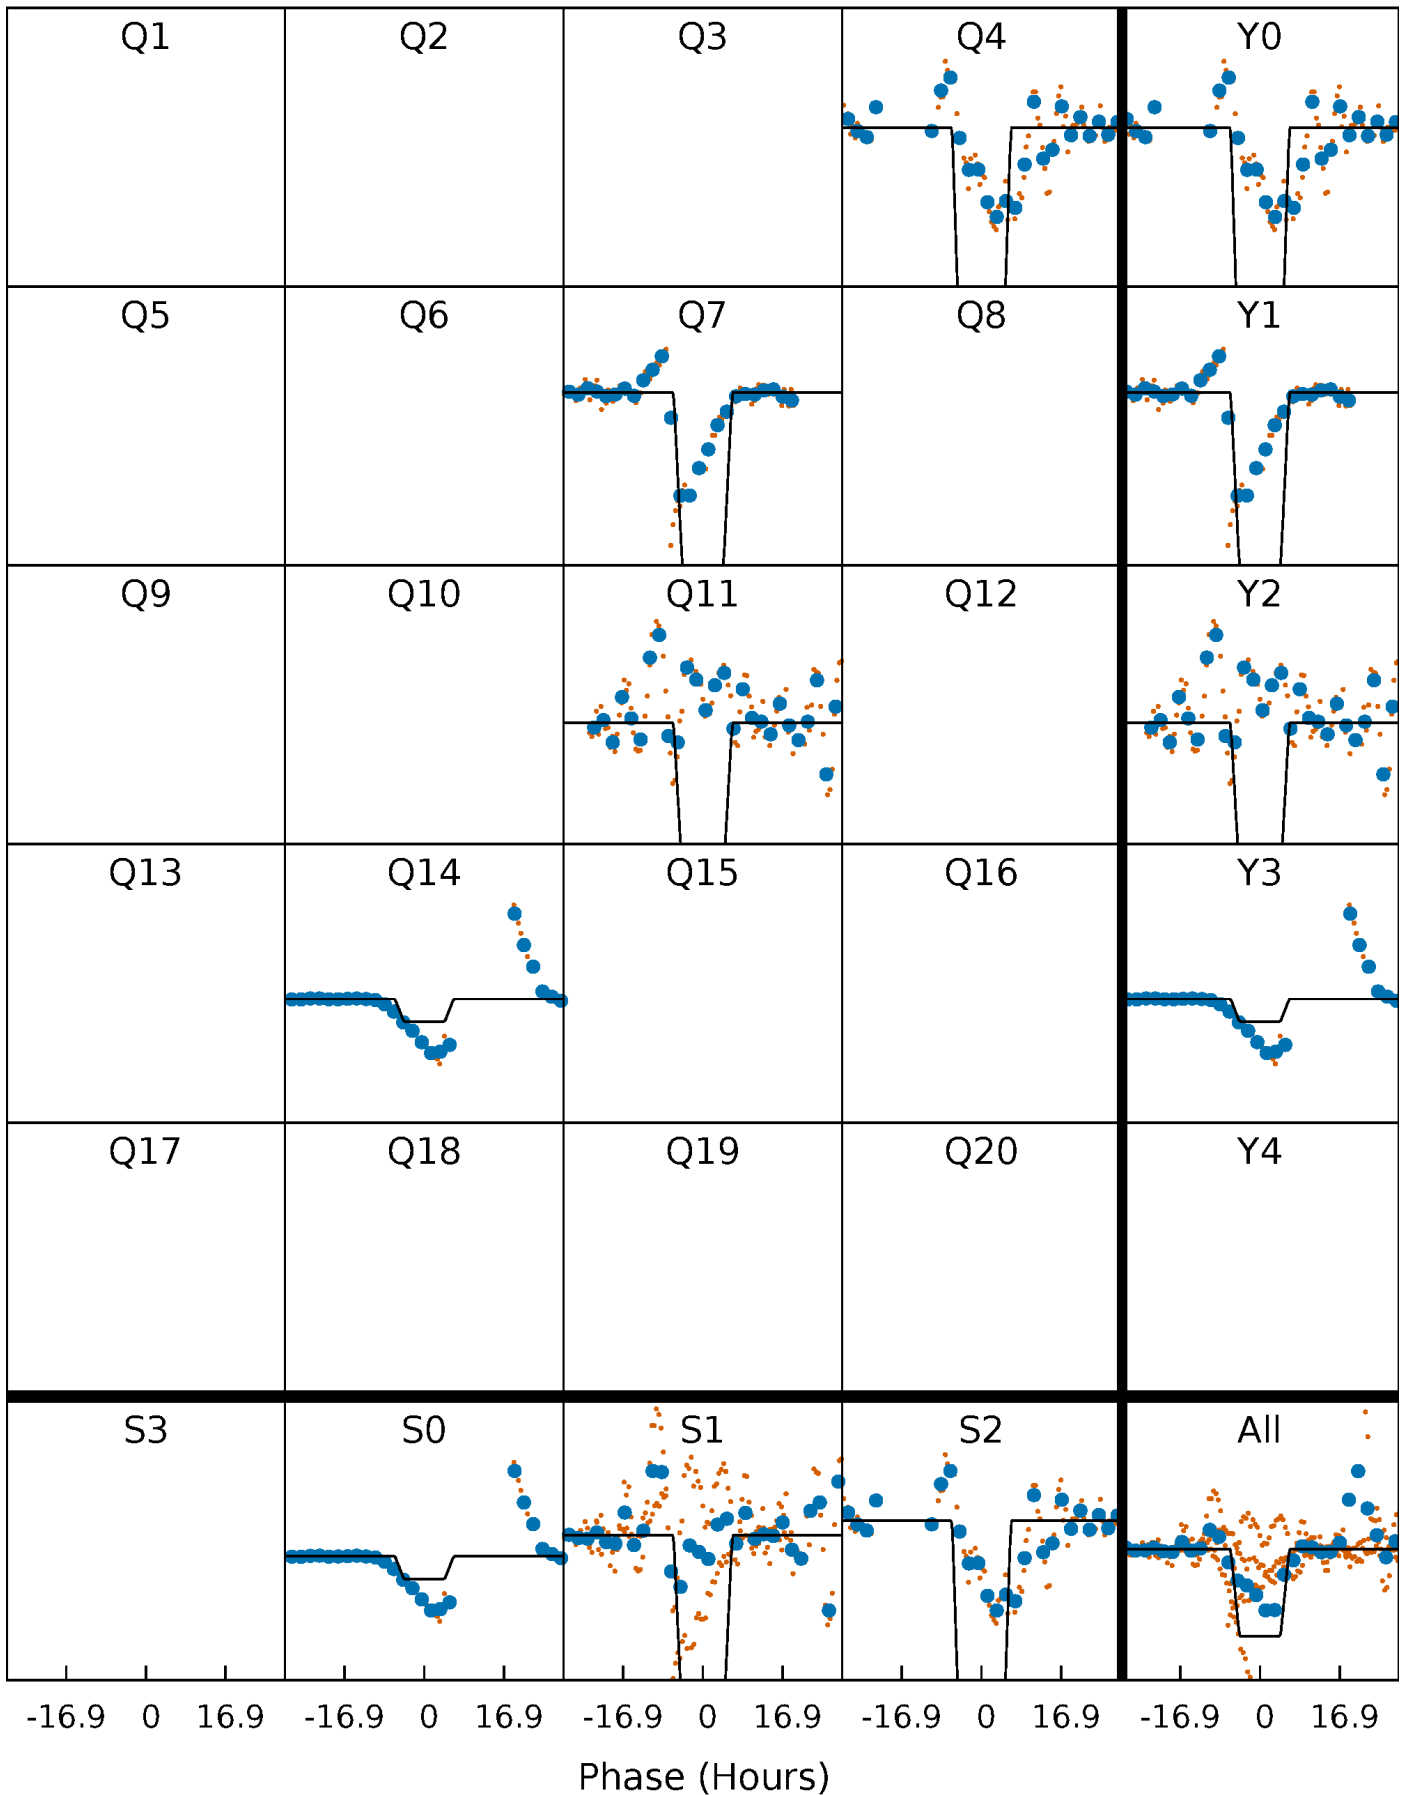 Q1 Q2 Q3 Q4 Y0
Q5 Q6 Q7 Q8 Y1
Q9 Q10 Q11 Q12 Y2
Q13 Q14 Q15 Q16 Y3
Q17 Q18 Q19 Q20 Y4
S3 S0 S1 S2 All
-16.9 0 16.9 -16.9 0 16.9 -16.9 0 16.9 -16.9 0 16.9 -16.9 0 16.9
Phase (Hours)